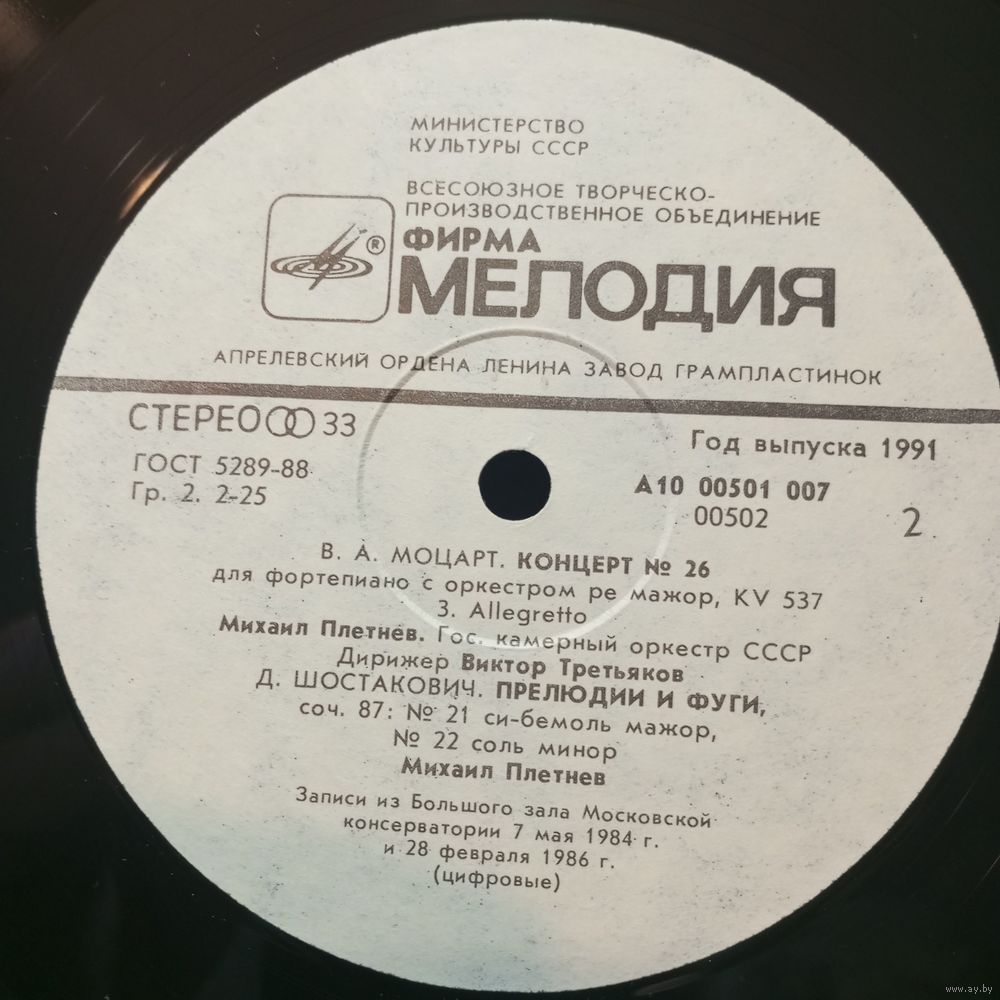 МИНИСТЕРСТВО
КУЛЬТУРЫ СССР
ВСЕСОЮЗНОЕ ТВОРЧЕСКО-
ПРОИЗВОДСТВЕННОЕ ОБЪЕДИНЕНИЕ
ФИРМА
®
МЕЛОДИЯ
АПРЕЛЕВСКИЙ ОРДЕНА ЛЕНИНА ЗАВОД ГРАМПЛАСТИНОК
СТЕРЕО 33
Год выпуска 1991
ГОСТ 5289-88
Гр. 2. 2-25
А10 00501 007
00502
2
В. А. МОЦАРТ. КОНЦЕРТ № 26
для фортепиано с оркестром ре мажор, KV 537
3. Allegretto
Михаил Плетнев. Гос. камерный оркестр СССР
Дирижер Виктор Третьяков
Д. ШОСТАКОВИЧ. ПРЕЛЮДИИ И ФУГИ,
соч. 87: № 21 си-бемоль мажор,
№ 22 соль минор
Михаил Плетнев
Записи из Большого зала Московской
консерватории 7 мая 1984 г.
и 28 февраля 1986 г.
(цифровые)
www.ay.by